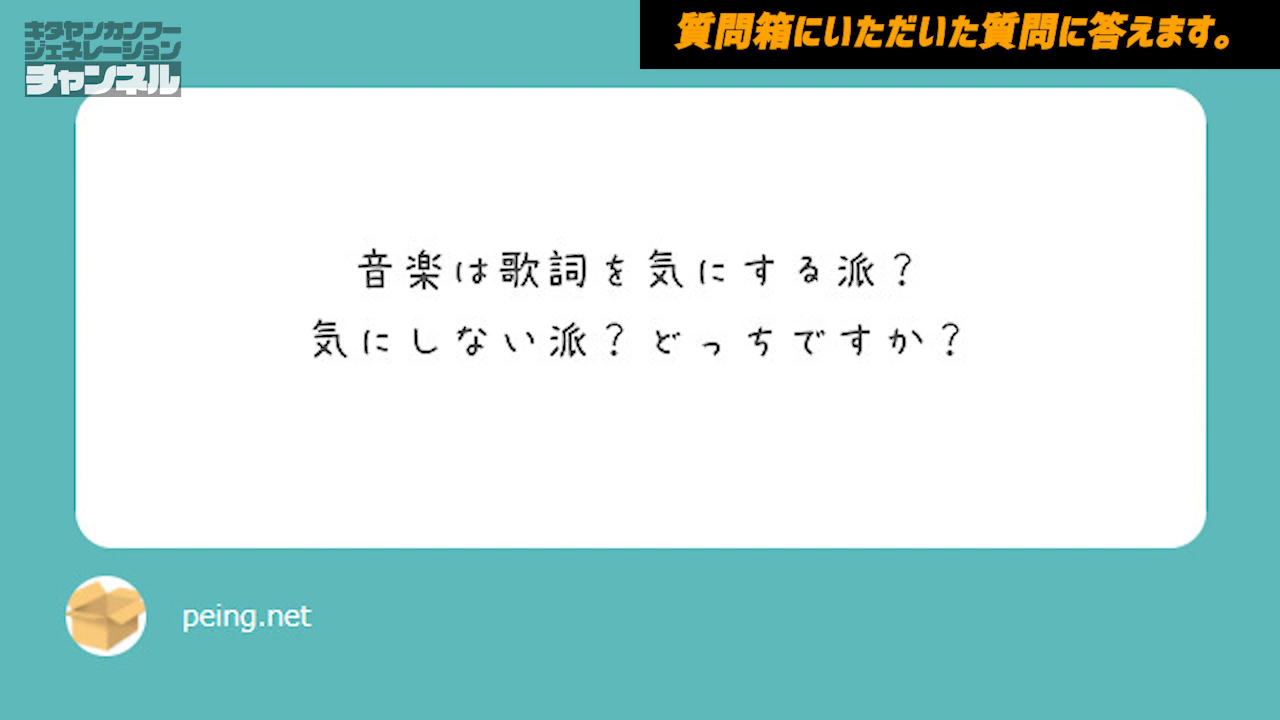 キタヤンカンフー
ジェネレーション
チャンネル
質問箱にいただいた質問に答えます。
音楽は歌詞を気にする派？
気にしない派？どっちですか？
peing.net